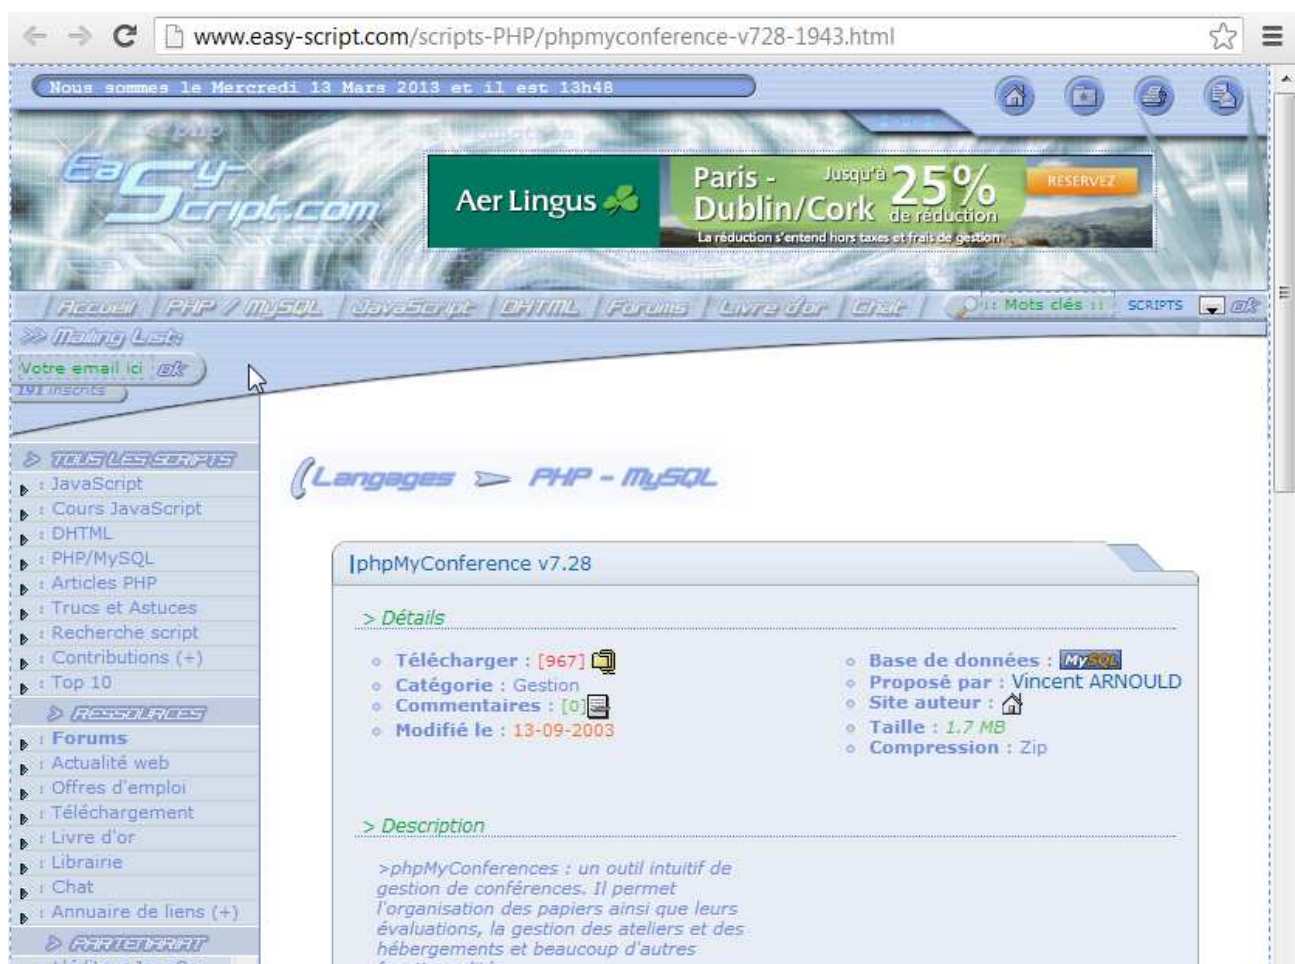 www.easy-script.com/scripts-PHP/phpmyconference-v728-1943.html
Nous sommes le Mercredi 13 Mars 2013 et il est 13h48
php
Easy-Script.com
Aer Lingus
Paris - Dublin/Cork
Jusqu'à 25% de réduction
La réduction s'entend hors taxes et frais de gestion
RESERVEZ
Accueil | PHP / MySQL | JavaScript | DHTML | Forums | Livre d'or | Chat | :: Mots clés :: SCRIPTS ok
>> Mailing List:
Votre email ici ok
191 inscrits
> TOUS LES SCRIPTS
: JavaScript
: Cours JavaScript
: DHTML
: PHP/MySQL
: Articles PHP
: Trucs et Astuces
: Recherche script
: Contributions (+)
: Top 10
> RESSOURCES
: Forums
: Actualité web
: Offres d'emploi
: Téléchargement
: Livre d'or
: Librairie
: Chat
: Annuaire de liens (+)
> PARTENARIAT
Langages > PHP - MySQL
phpMyConference v7.28
> Détails
Télécharger : [967]
Catégorie : Gestion
Commentaires : [0]
Modifié le : 13-09-2003
Base de données : MySQL
Proposé par : Vincent ARNOULD
Site auteur :
Taille : 1.7 MB
Compression : Zip
> Description
>phpMyConferences : un outil intuitif de
gestion de conférences. Il permet
l'organisation des papiers ainsi que leurs
évaluations, la gestion des ateliers et des
hébergements et beaucoup d'autres